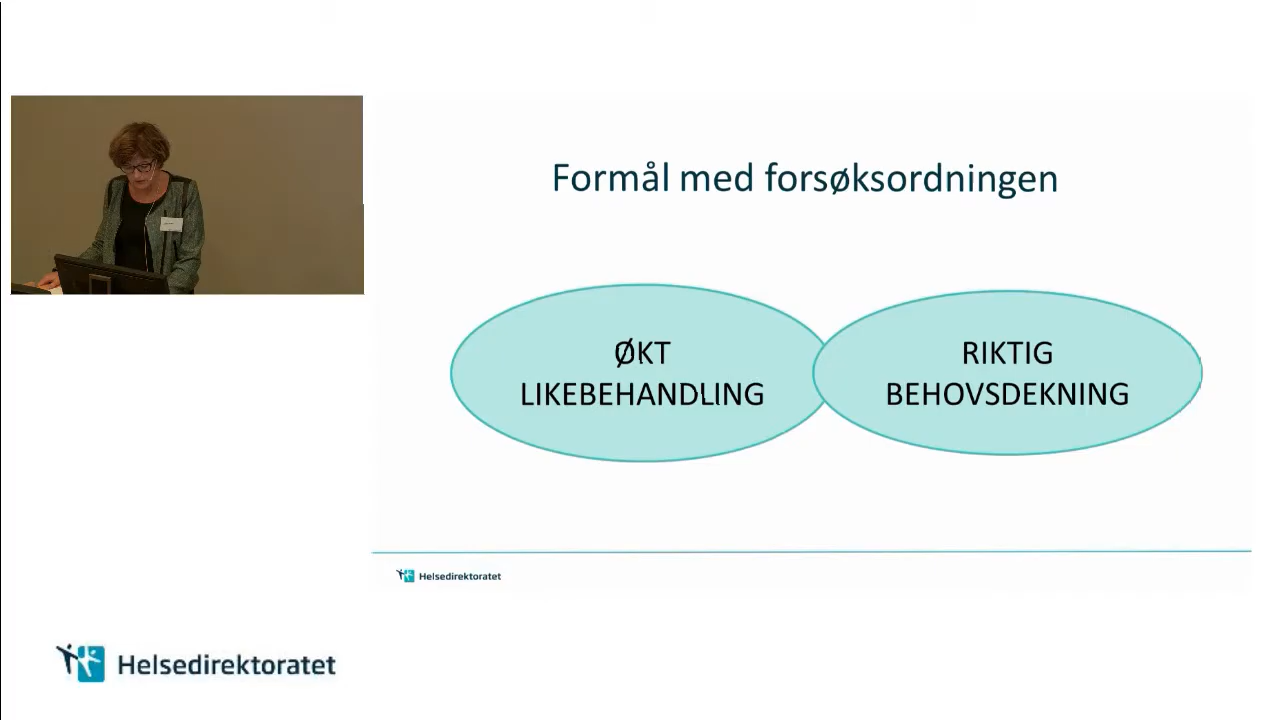 Formål med forsøksordningen
ØKT
LIKEBEHANDLING
RIKTIG
BEHOVSDEKNING
Helsedirektoratet
Helsedirektoratet